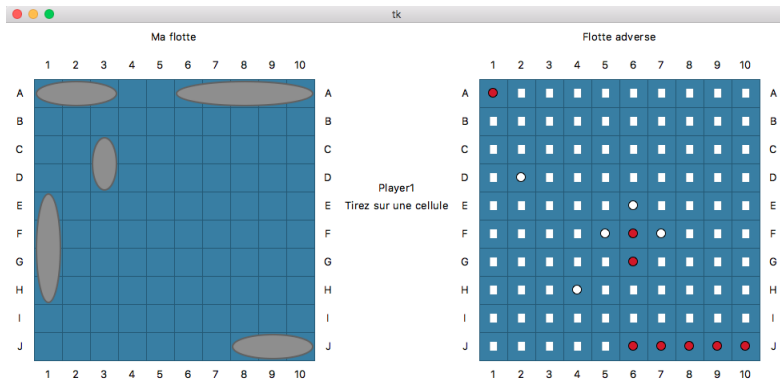 tk
Ma flotte
Flotte adverse
1 2 3 4 5 6 7 8 9 10
1 2 3 4 5 6 7 8 9 10
A A A A
B B B B
C C C C
D D D D
Player1
E E E E
Tirez sur une cellule
F F F F
G G G G
H H H H
I I I I
J J J J
1 2 3 4 5 6 7 8 9 10
1 2 3 4 5 6 7 8 9 10